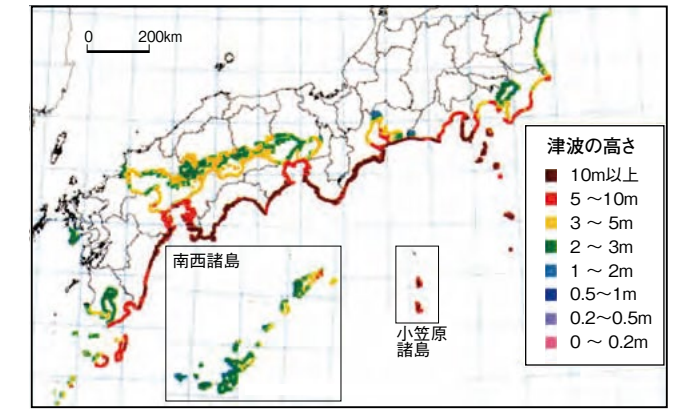 0 200km
津波の高さ
10m以上
5 ～10m
3 ～ 5m
2 ～ 3m
1 ～ 2m
0.5～1m
0.2～0.5m
0 ～ 0.2m
南西諸島
小笠原
諸島